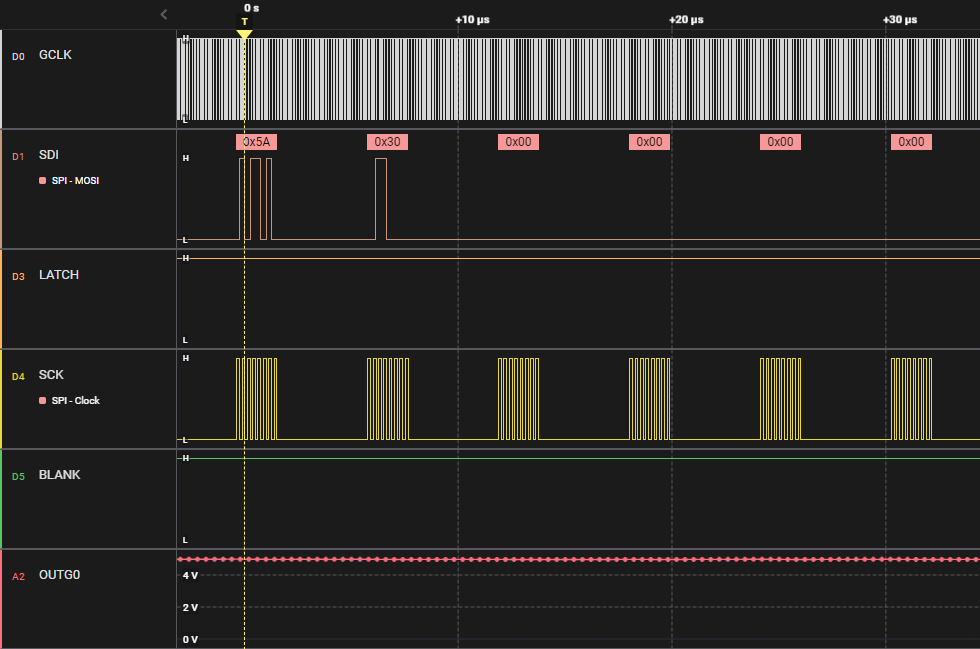 0 s
T
+10 µs
+20 µs
+30 µs
D0 GCLK
H
L
0x5A 0x30 0x00 0x00 0x00 0x00
D1 SDI
H
SPI - MOSI
L
H
D3 LATCH
L
H
D4 SCK
SPI - Clock
L
H
D5 BLANK
L
A2 OUTG0
4 V
2 V
0 V